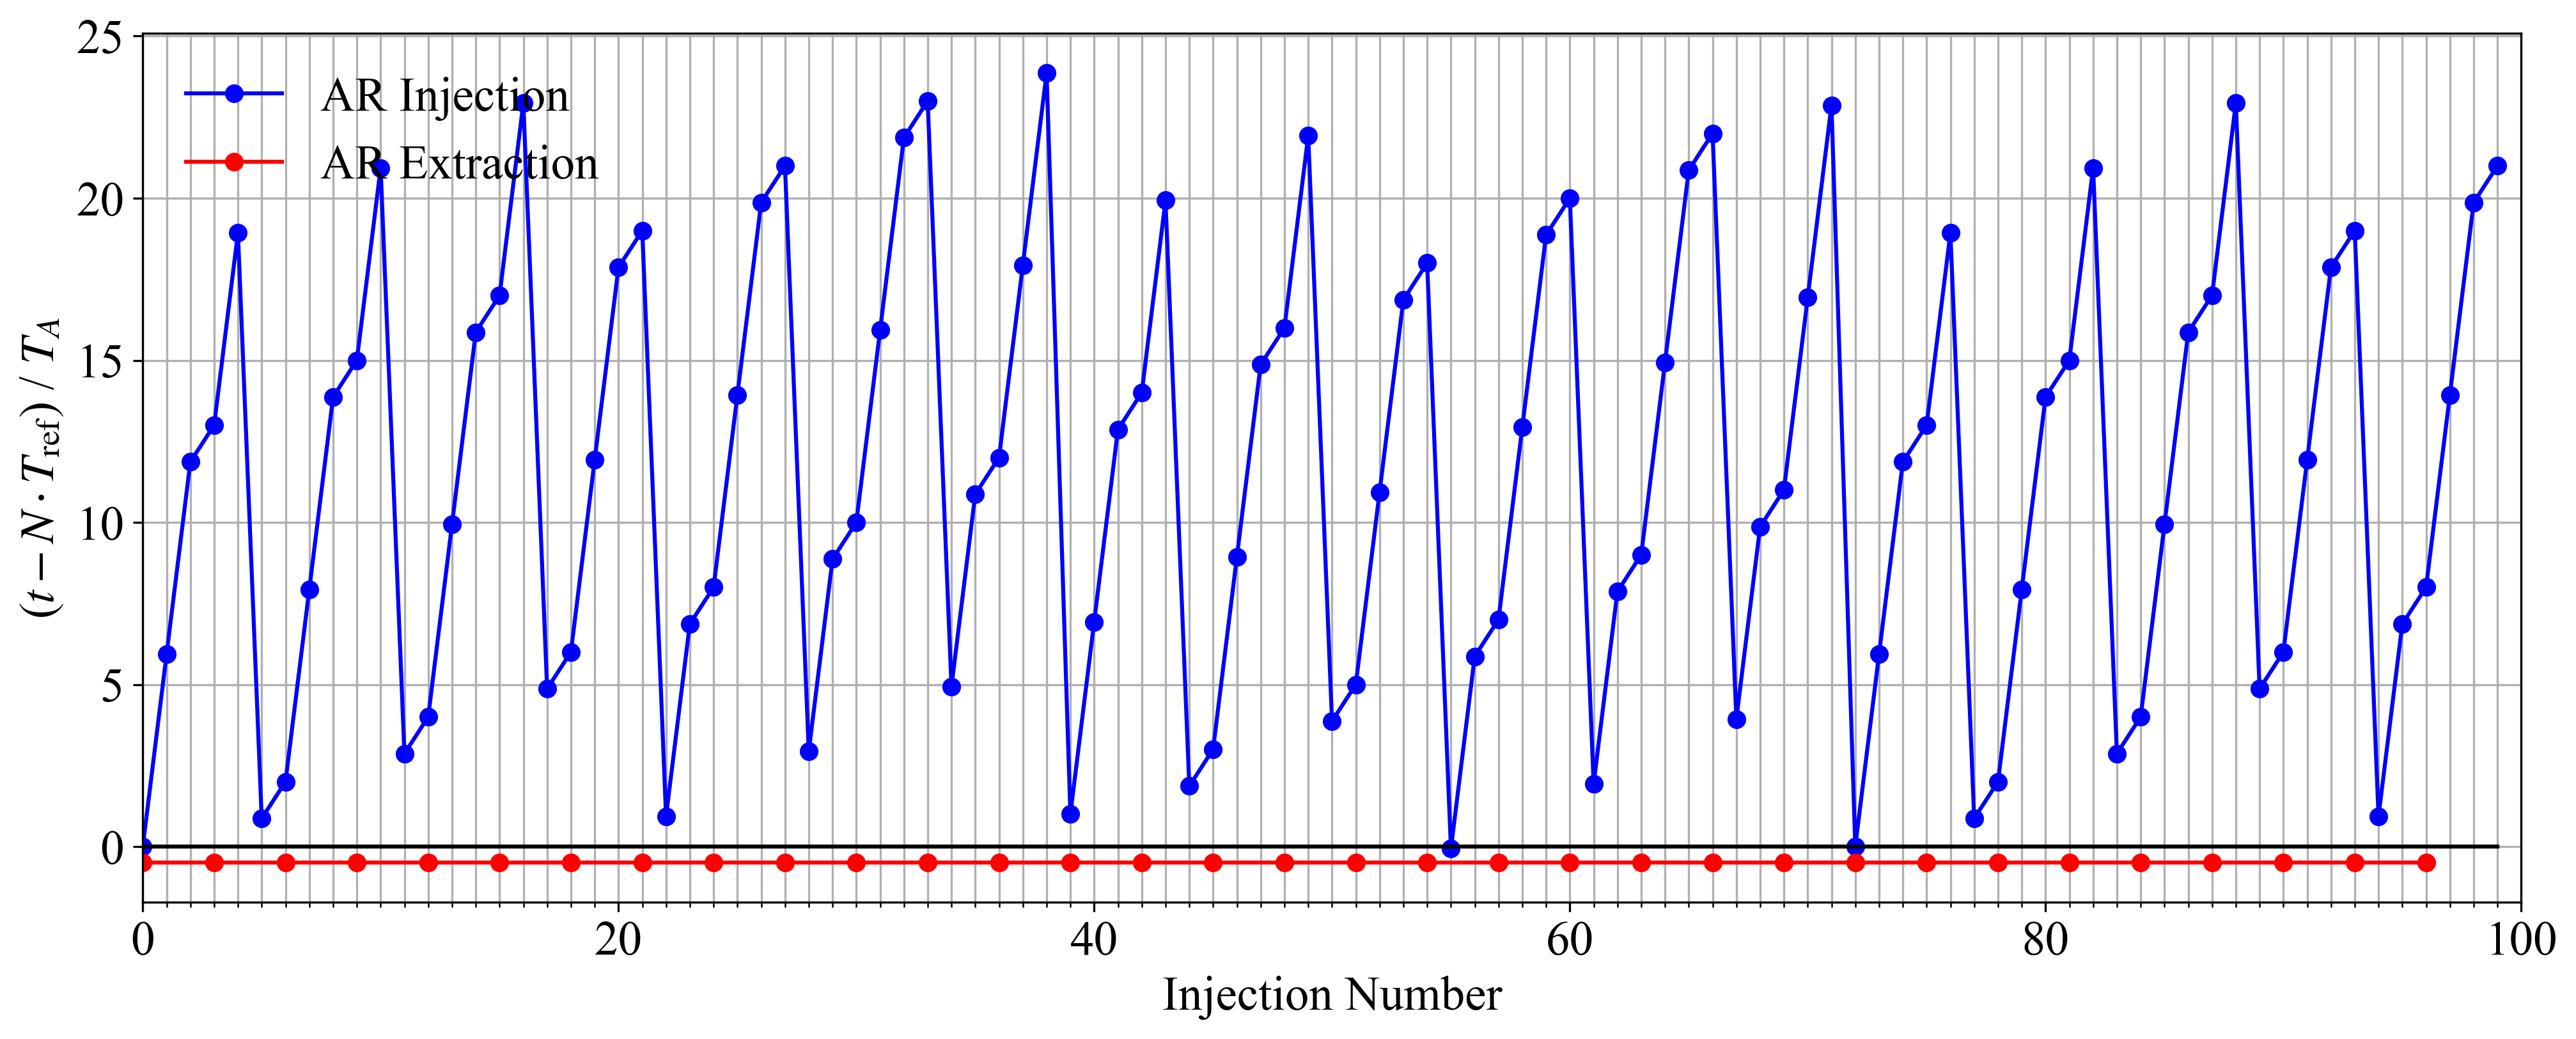 25
20
15
10
5
0
(t − N · T_ref) / T_A
AR Injection
AR Extraction
0 20 40 60 80 100
Injection Number